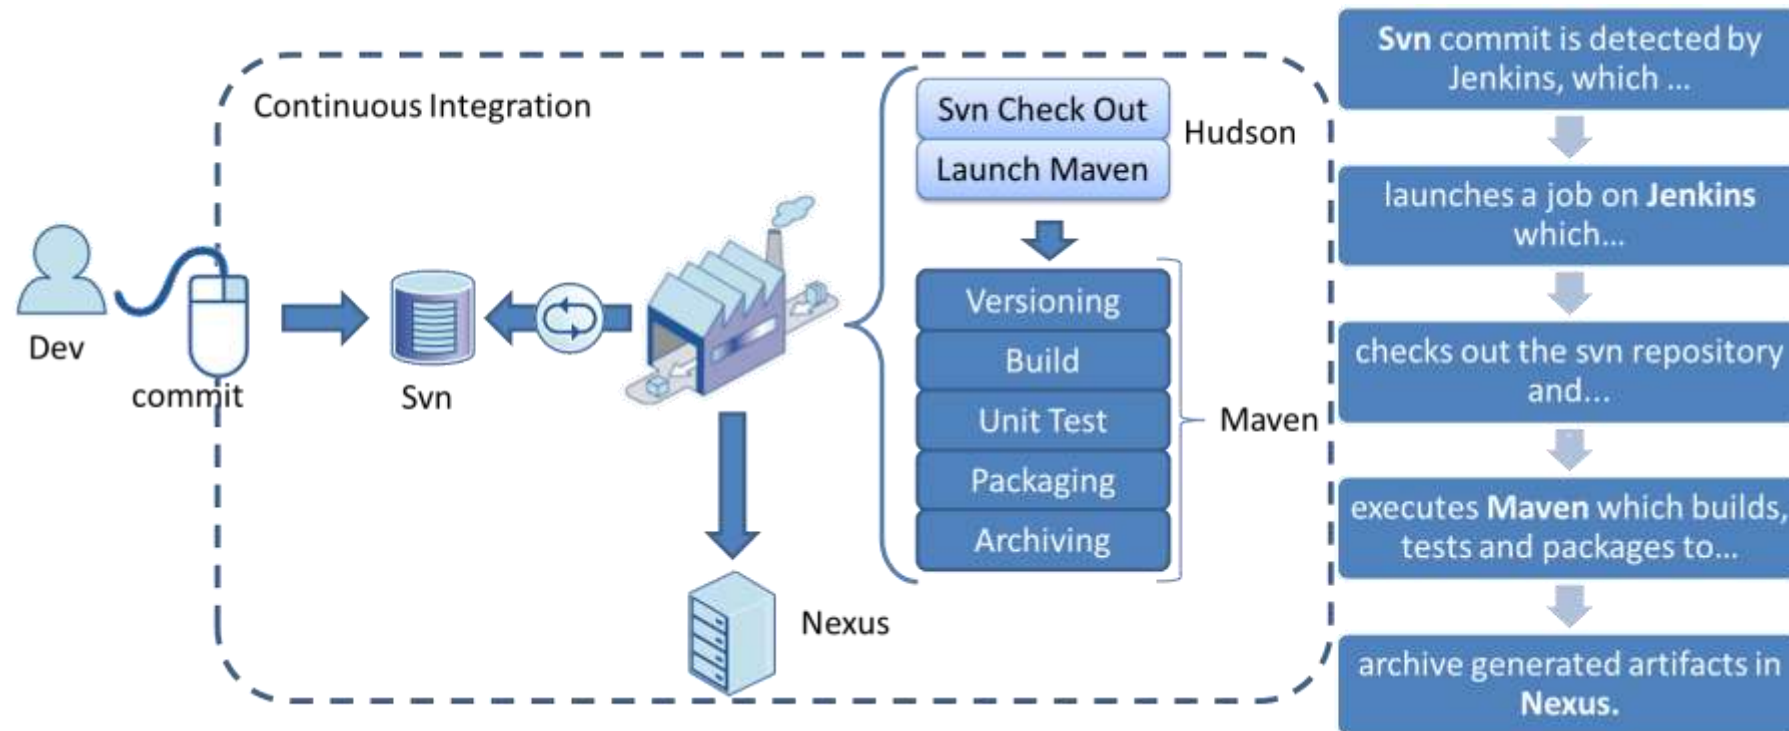 Continuous Integration
Dev
commit
Svn
Nexus
Svn Check Out
Launch Maven
Hudson
Versioning
Build
Unit Test
Packaging
Archiving
Maven
Svn commit is detected by
Jenkins, which ...
launches a job on Jenkins
which...
checks out the svn repository
and...
executes Maven which builds,
tests and packages to...
archive generated artifacts in
Nexus.